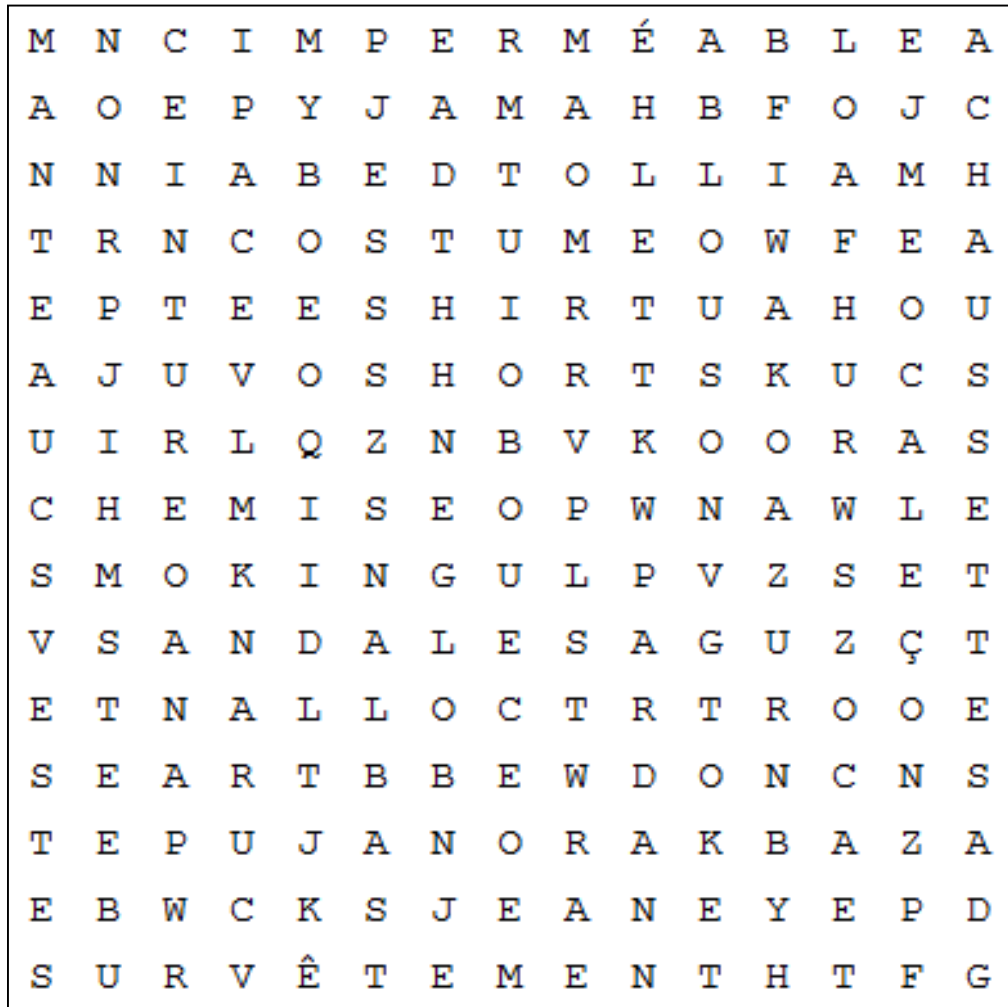 M N C I M P E R M É A B L E A
A O E P Y J A M A H B F O J C
N N I A B E D T O L L I A M H
T R N C O S T U M E O W F E A
E P T E E S H I R T U A H O U
A J U V O S H O R T S K U C S
U I R L Q Z N B V K O O R A S
C H E M I S E O P W N A W L E
S M O K I N G U L P V Z S E T
V S A N D A L E S A G U Z Ç T
E T N A L L O C T R T R O O E
S E A R T B B E W D O N C N S
T E P U J A N O R A K B A Z A
E B W C K S J E A N E Y E P D
S U R V Ê T E M E N T H T F G